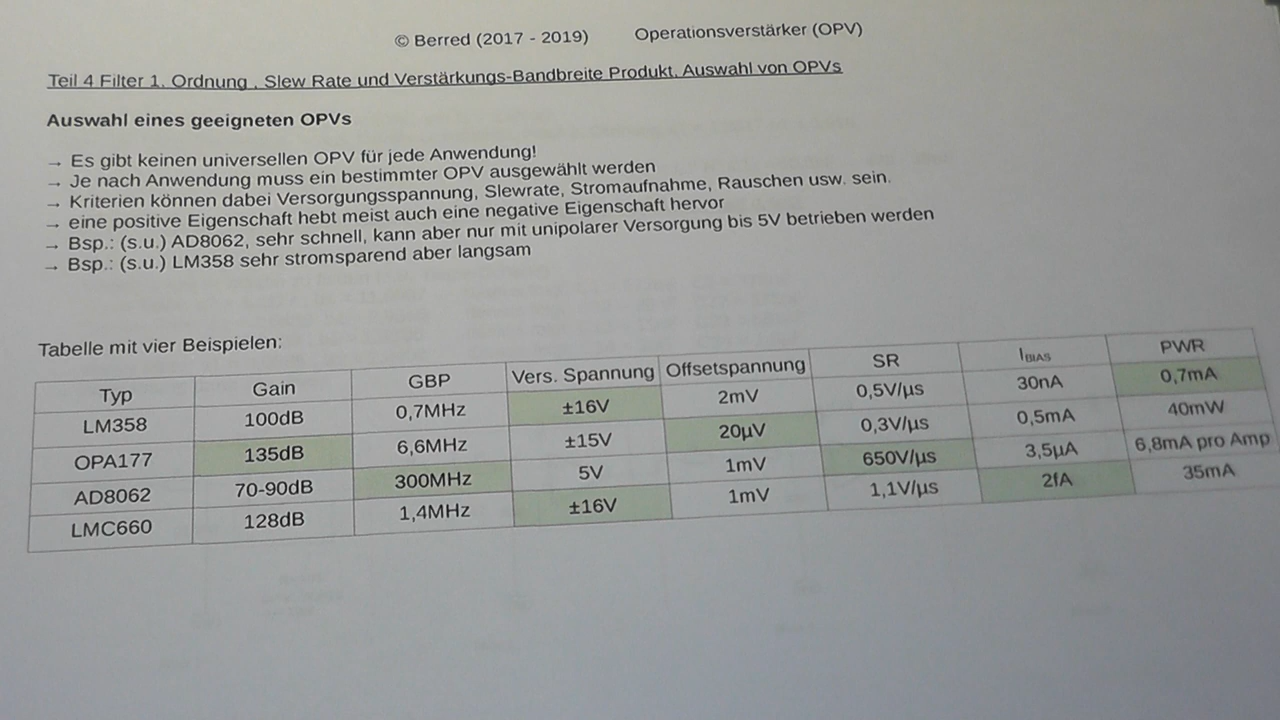 © Berred (2017 - 2019) Operationsverstärker (OPV)
Teil 4 Filter 1. Ordnung , Slew Rate und Verstärkungs-Bandbreite Produkt, Auswahl von OPVs
Auswahl eines geeigneten OPVs
→ Es gibt keinen universellen OPV für jede Anwendung!
→ Je nach Anwendung muss ein bestimmter OPV ausgewählt werden
→ Kriterien können dabei Versorgungsspannung, Slewrate, Stromaufnahme, Rauschen usw. sein.
→ eine positive Eigenschaft hebt meist auch eine negative Eigenschaft hervor
→ Bsp.: (s.u.) AD8062, sehr schnell, kann aber nur mit unipolarer Versorgung bis 5V betrieben werden
→ Bsp.: (s.u.) LM358 sehr stromsparend aber langsam
Tabelle mit vier Beispielen:
Typ Gain GBP Vers. Spannung Offsetspannung SR IBIAS PWR
LM358 100dB 0,7MHz ±16V 2mV 0,5V/µs 30nA 0,7mA
OPA177 135dB 6,6MHz ±15V 20µV 0,3V/µs 0,5mA 40mW
AD8062 70-90dB 300MHz 5V 1mV 650V/µs 3,5µA 6,8mA pro Amp
LMC660 128dB 1,4MHz ±16V 1mV 1,1V/µs 2fA 35mA